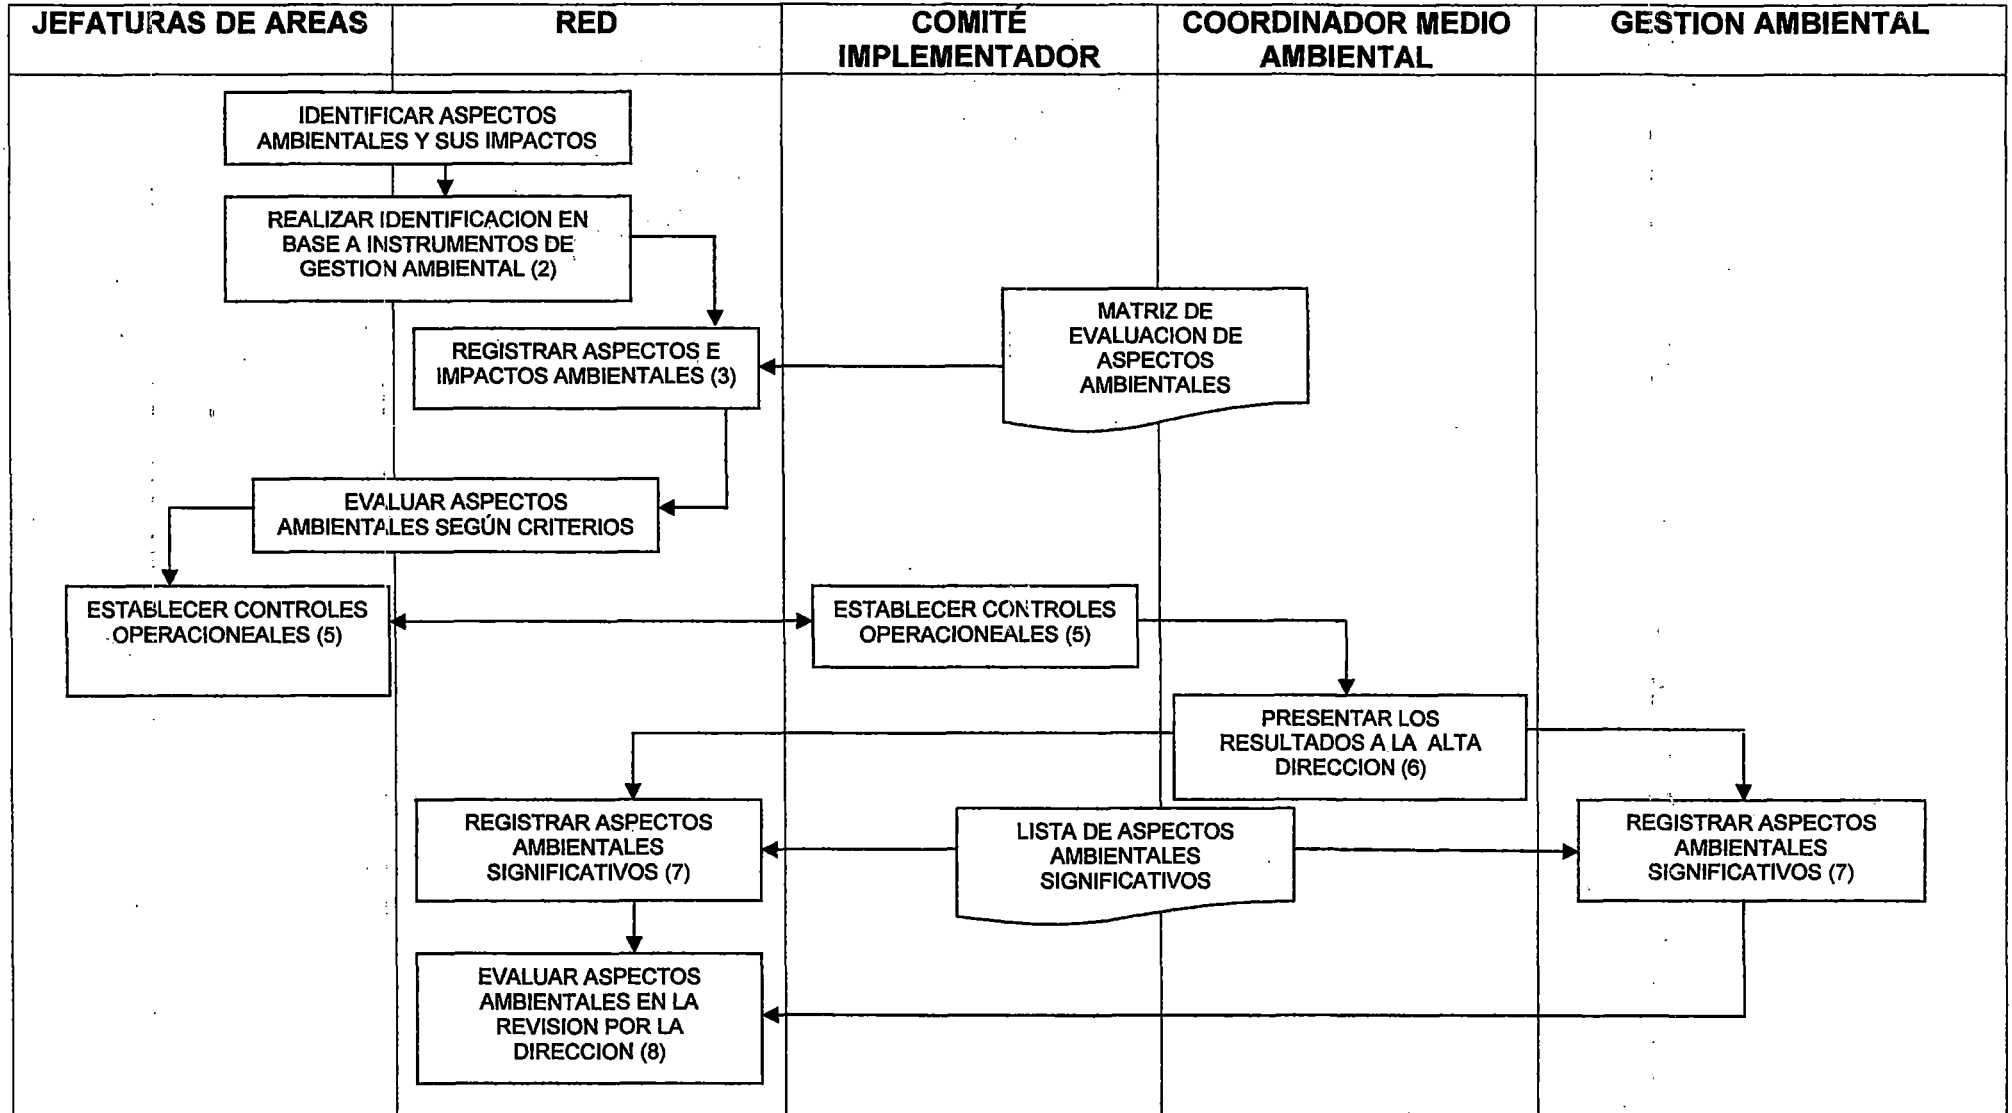 JEFATURAS DE AREAS
RED
COMITÉ
IMPLEMENTADOR
COORDINADOR MEDIO
AMBIENTAL
GESTION AMBIENTAL
IDENTIFICAR ASPECTOS
AMBIENTALES Y SUS IMPACTOS
REALIZAR IDENTIFICACION EN
BASE A INSTRUMENTOS DE
GESTION AMBIENTAL (2)
MATRIZ DE
EVALUACION DE
ASPECTOS
AMBIENTALES
REGISTRAR ASPECTOS E
IMPACTOS AMBIENTALES (3)
EVALUAR ASPECTOS
AMBIENTALES SEGÚN CRITERIOS
ESTABLECER CONTROLES
OPERACIONEALES (5)
ESTABLECER CONTROLES
OPERACIONEALES (5)
PRESENTAR LOS
RESULTADOS A LA ALTA
DIRECCION (6)
REGISTRAR ASPECTOS
AMBIENTALES
SIGNIFICATIVOS (7)
LISTA DE ASPECTOS
AMBIENTALES
SIGNIFICATIVOS
REGISTRAR ASPECTOS
AMBIENTALES
SIGNIFICATIVOS (7)
EVALUAR ASPECTOS
AMBIENTALES EN LA
REVISION POR LA
DIRECCION (8)